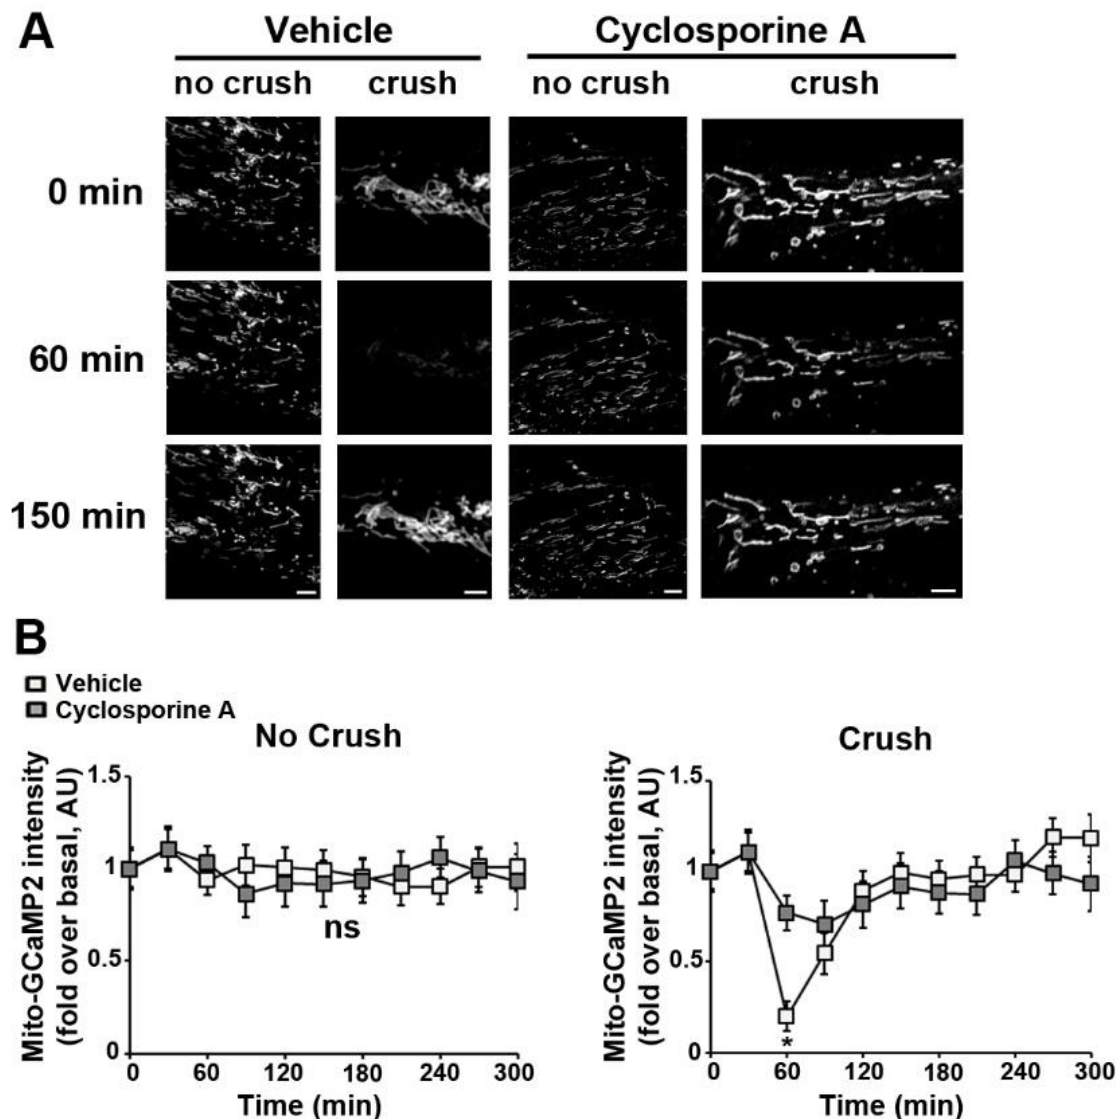 A
Vehicle Cyclosporine A
no crush crush no crush crush
0 min
60 min
150 min
B
Vehicle
Cyclosporine A
No Crush
Mito-GCaMP2 intensity
(fold over basal, AU)
1.5
1
0.5
0
ns
0 60 120 180 240 300
Time (min)
Crush
Mito-GCaMP2 intensity
(fold over basal, AU)
1.5
1
0.5
0
*
0 60 120 180 240 300
Time (min)